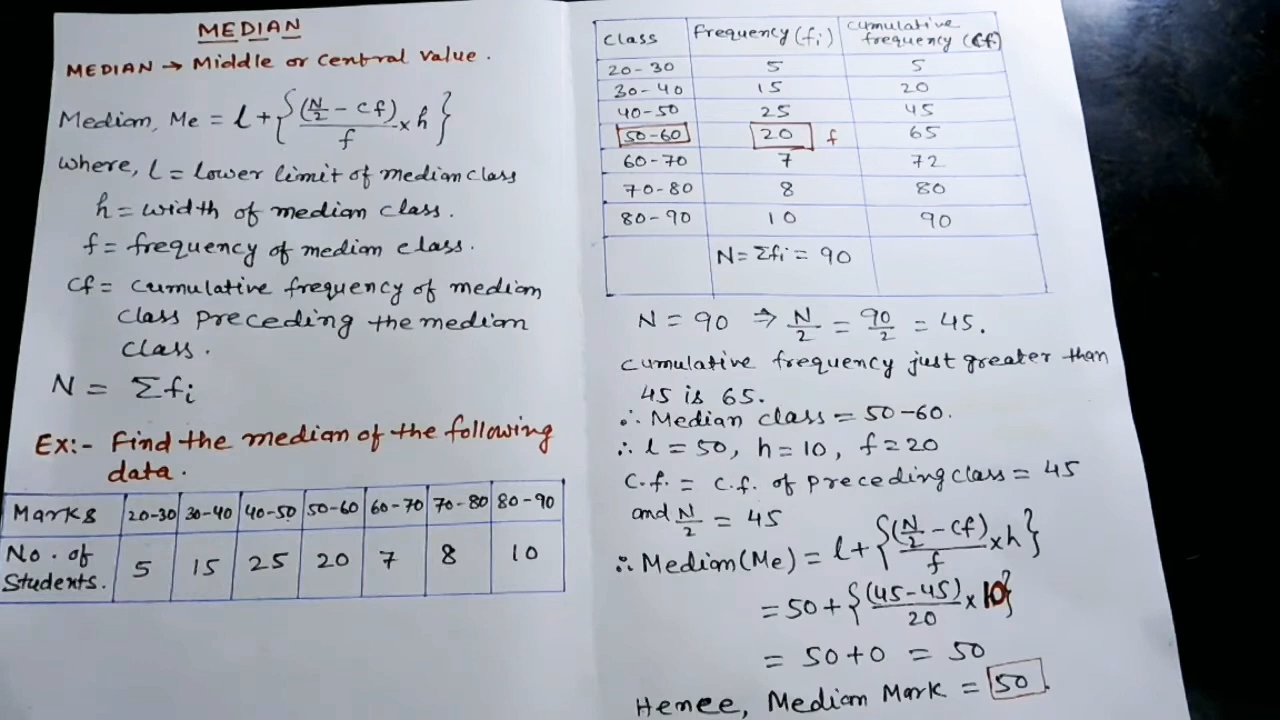 MEDIAN
MEDIAN → Middle or central value.
Median, Me = l + {(N/2 - cf)/f × h}
where, l = lower limit of median class
h = width of median class.
f = frequency of median class.
cf = cumulative frequency of median
class preceding the median
class.
N = Σfi
Ex:- Find the median of the following
data.
Marks 20-30 30-40 40-50 50-60 60-70 70-80 80-90
No. of
Students. 5 15 25 20 7 8 10
Class Frequency (fi) cumulative
frequency (cf)
20-30 5 5
30-40 15 20
40-50 25 45
50-60 20 f 65
60-70 7 72
70-80 8 80
80-90 10 90
N = Σfi = 90
N = 90 ⇒ N/2 = 90/2 = 45.
cumulative frequency just greater than
45 is 65.
∴ Median class = 50-60.
∴ l = 50, h = 10, f = 20
C.f. = c.f. of preceding class = 45
and N/2 = 45
∴ Median (Me) = l + {(N/2 - cf)/f × h}
= 50 + {(45-45)/20 × 10}
= 50 + 0 = 50
Hence, Median Mark = 50.